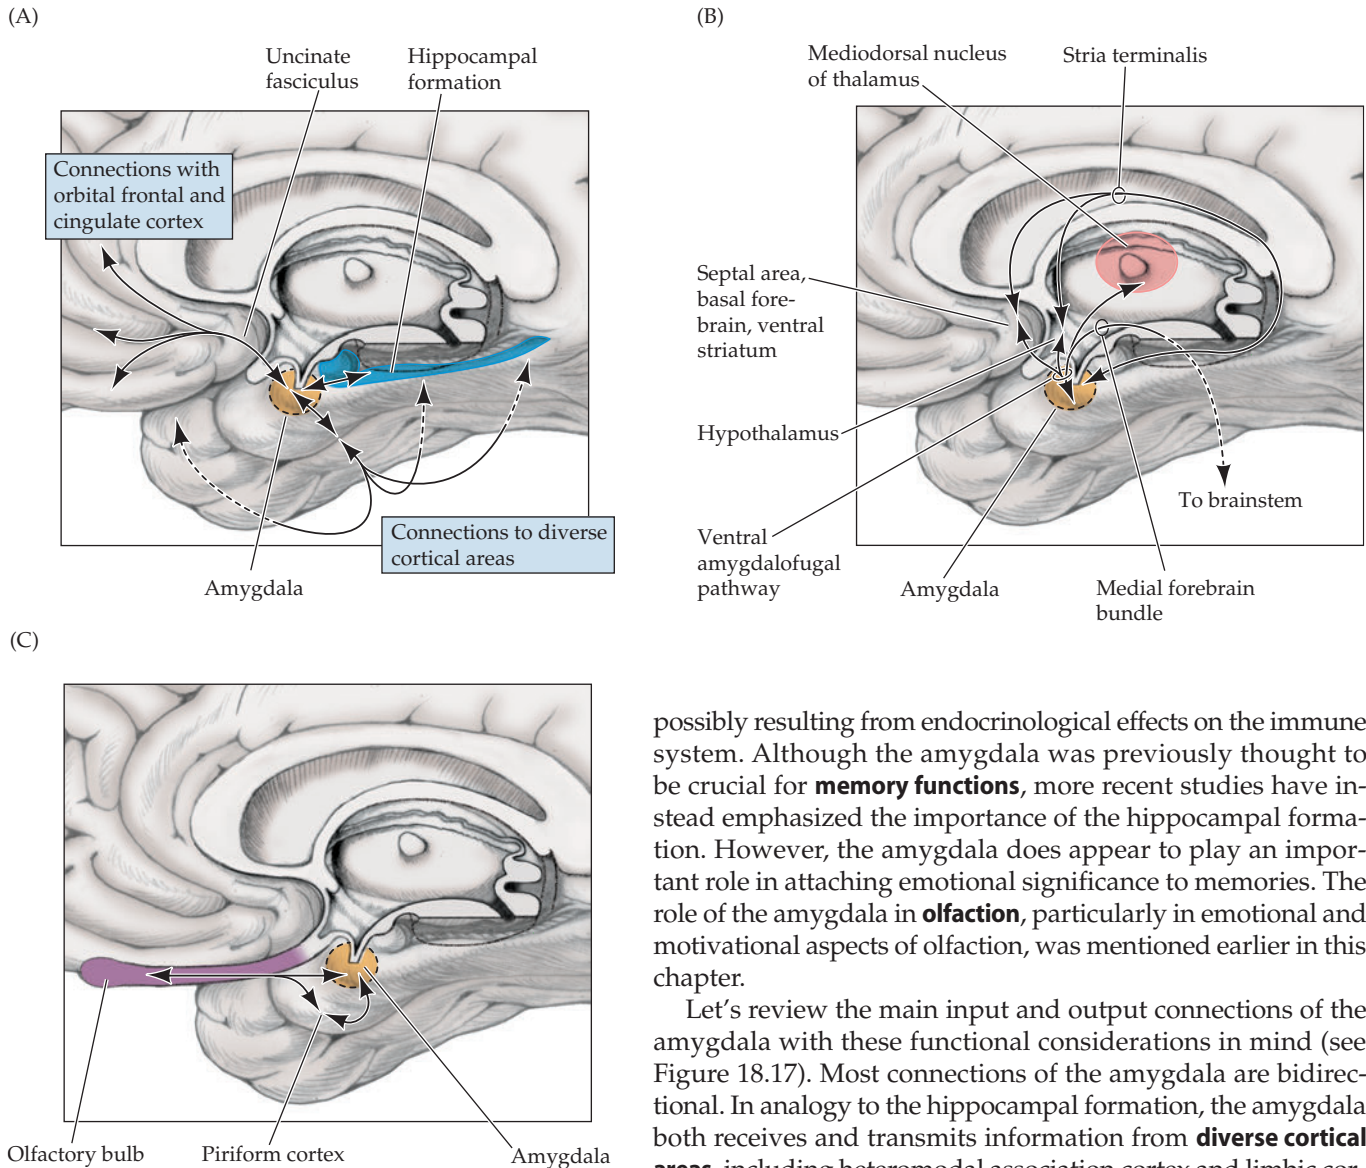 (A)
Uncinate
fasciculus
Hippocampal
formation
Connections with
orbital frontal and
cingulate cortex
Connections to diverse
cortical areas
Amygdala
(B)
Mediodorsal nucleus
of thalamus
Stria terminalis
Septal area,
basal fore-
brain, ventral
striatum
Hypothalamus
To brainstem
Ventral
amygdalofugal
pathway
Amygdala
Medial forebrain
bundle
(C)
Olfactory bulb
Piriform cortex
Amygdala
possibly resulting from endocrinological effects on the immune
system. Although the amygdala was previously thought to
be crucial for memory functions, more recent studies have in-
stead emphasized the importance of the hippocampal forma-
tion. However, the amygdala does appear to play an impor-
tant role in attaching emotional significance to memories. The
role of the amygdala in olfaction, particularly in emotional and
motivational aspects of olfaction, was mentioned earlier in this
chapter.
Let's review the main input and output connections of the
amygdala with these functional considerations in mind (see
Figure 18.17). Most connections of the amygdala are bidirec-
tional. In analogy to the hippocampal formation, the amygdala
both receives and transmits information from diverse cortical
areas, including heteromodal association cortex and limbic cor-